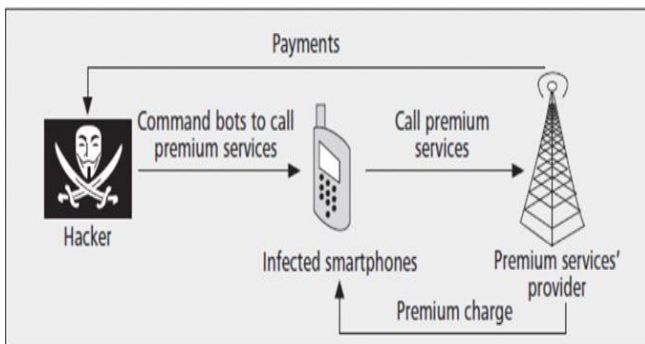 Payments
Command bots to call
premium services
Call premium
services
Hacker
Infected smartphones
Premium services'
provider
Premium charge